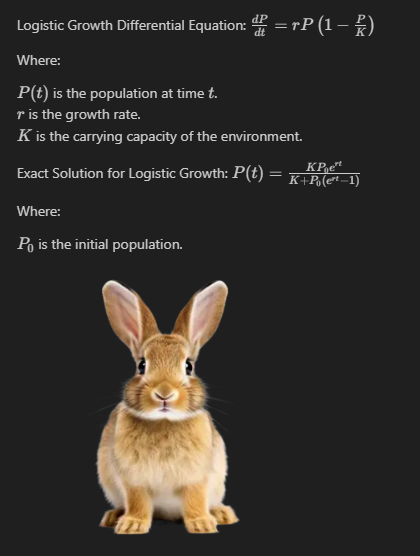 Logistic Growth Differential Equation: $\frac{dP}{dt} = rP\left(1 - \frac{P}{K}\right)$
Where:
$P(t)$ is the population at time $t$.
$r$ is the growth rate.
$K$ is the carrying capacity of the environment.
Exact Solution for Logistic Growth: $P(t) = \frac{KP_0e^{rt}}{K+P_0(e^{rt}-1)}$
Where:
$P_0$ is the initial population.